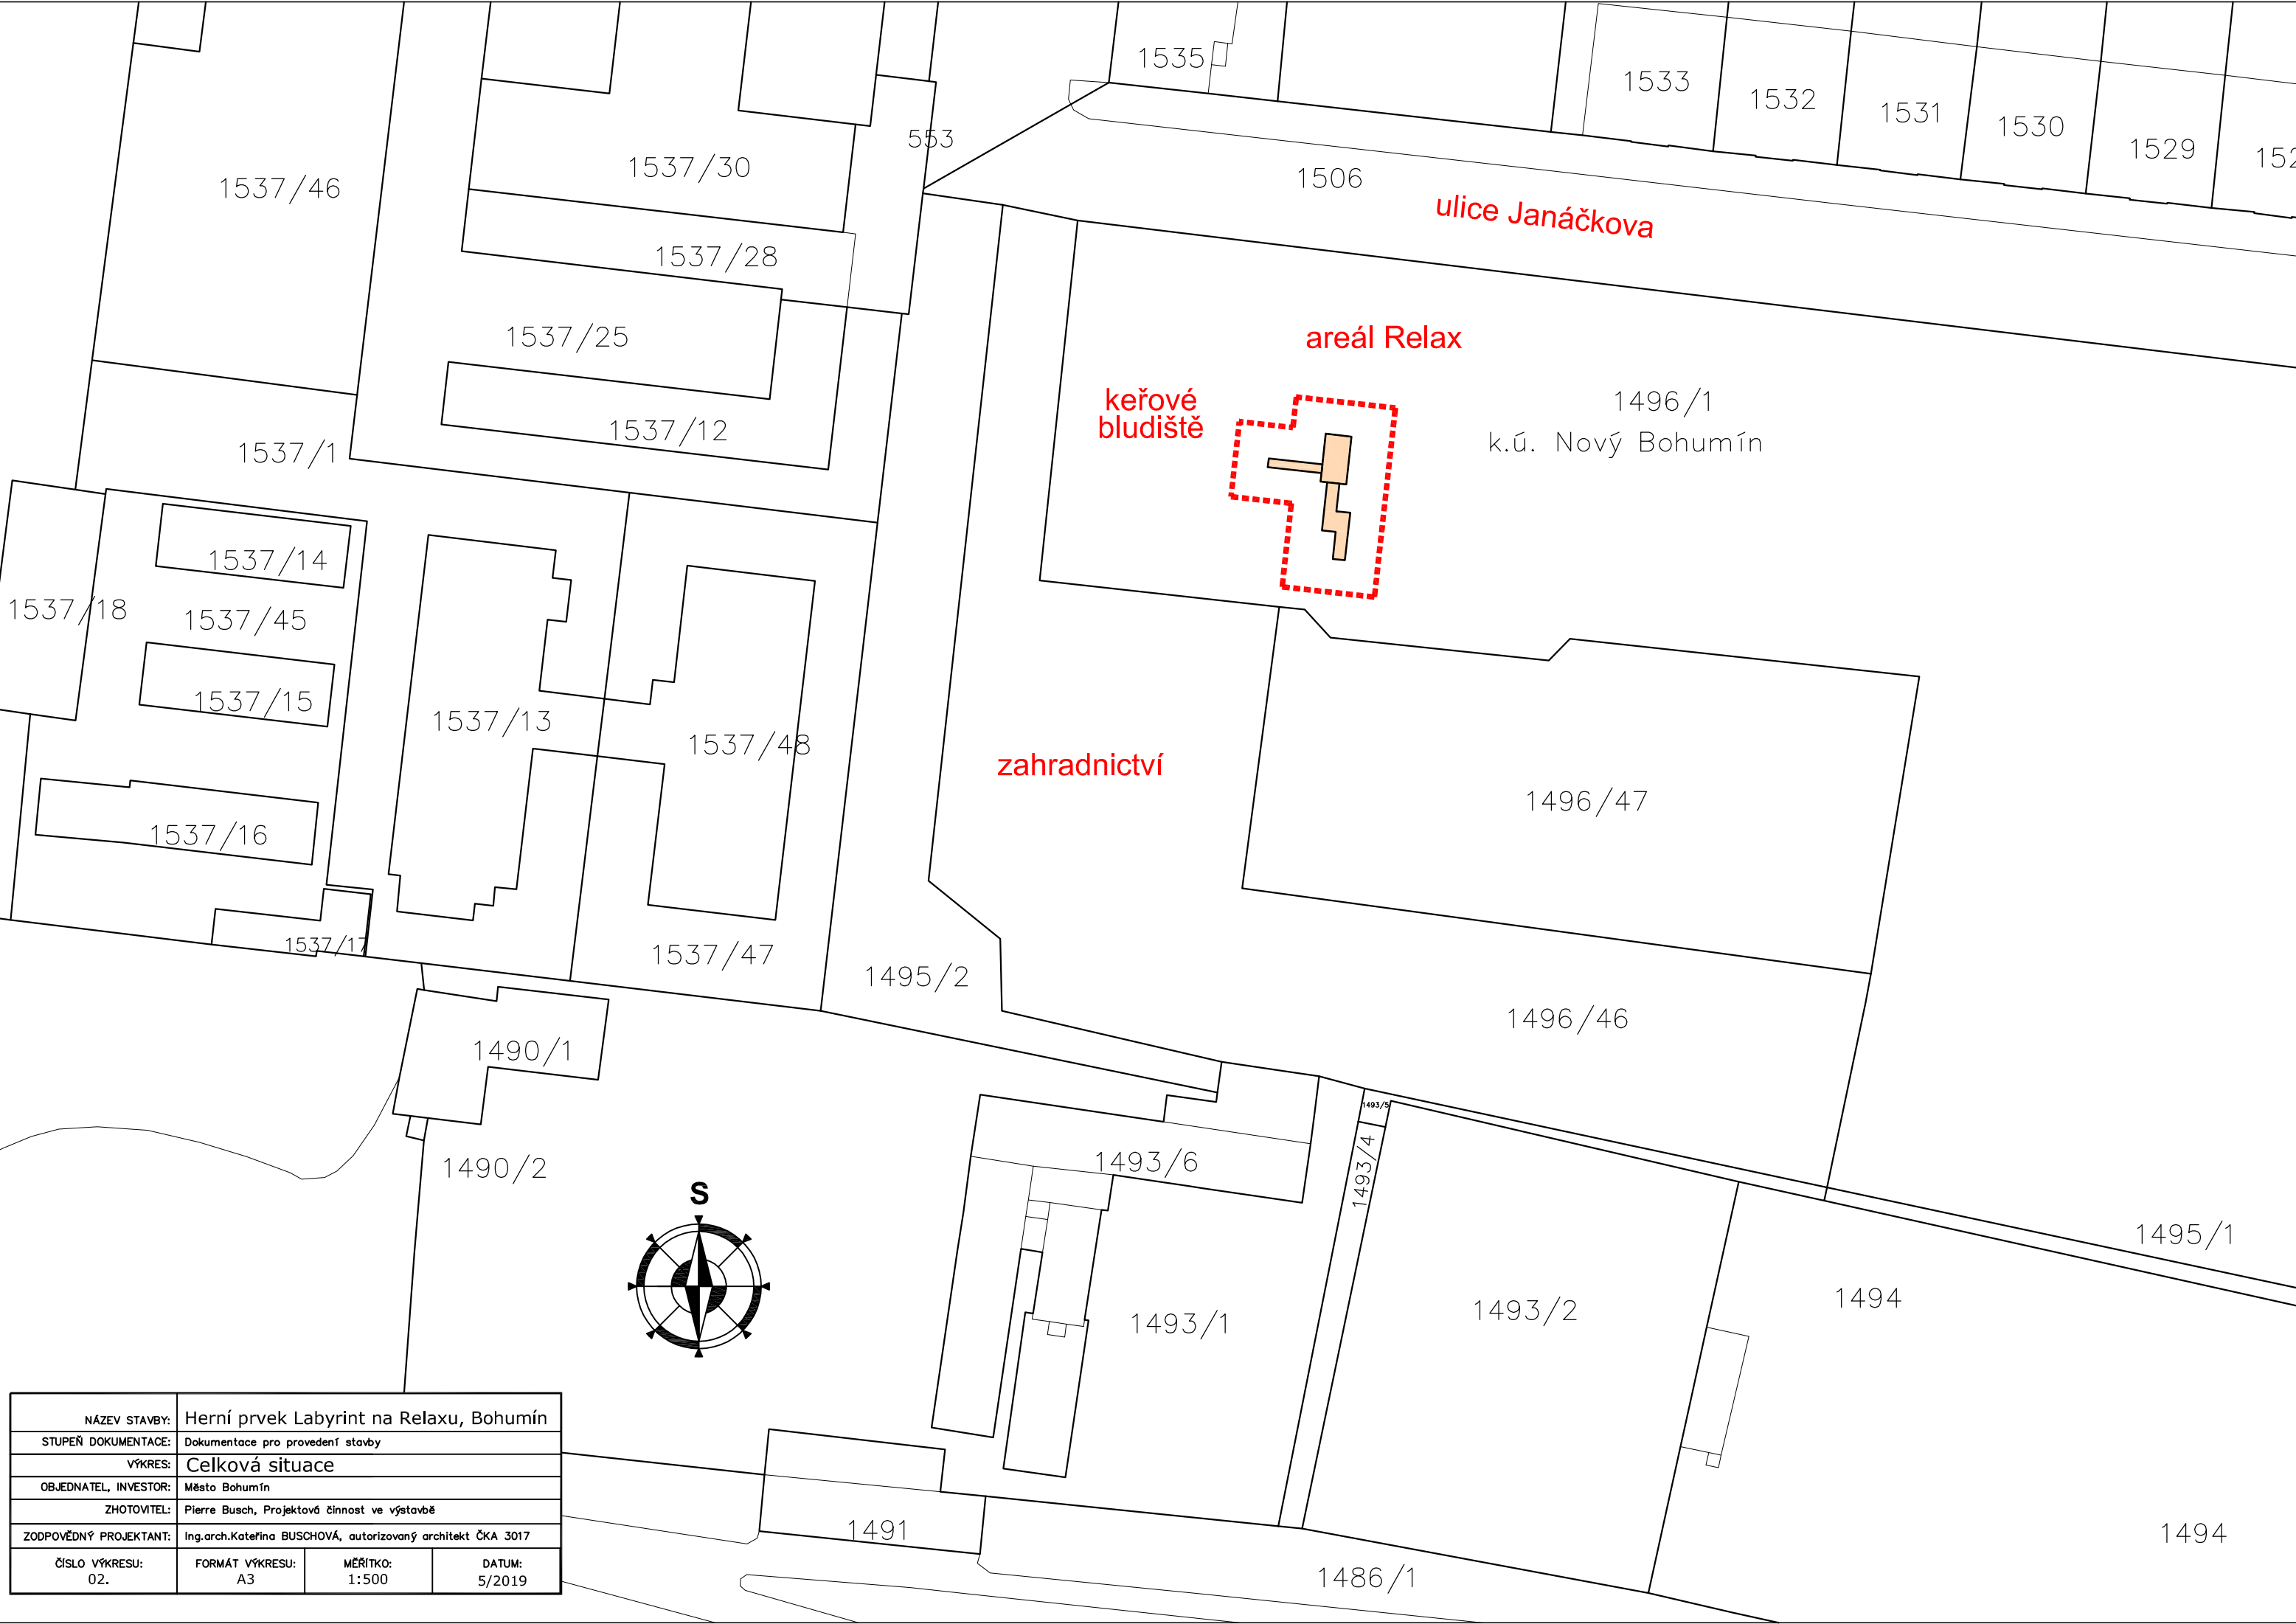 1535
1533
1532
1531
1530
1529
152
553
1537/30
1537/46
1506
ulice Janáčkova
1537/28
1537/25
areál Relax
keřové
bludiště
1496/1
k.ú. Nový Bohumín
1537/12
1537/1
1537/14
1537/18
1537/45
1537/15
1537/13
1537/48
zahradnictví
1496/47
1537/16
1537/17
1537/47
1495/2
1496/46
1490/1
1493/5
1493/4
1493/6
1490/2
S
1495/1
1494
1493/2
1493/1
NÁZEV STAVBY: Herní prvek Labyrint na Relaxu, Bohumín
STUPEŇ DOKUMENTACE: Dokumentace pro provedení stavby
VÝKRES: Celková situace
OBJEDNATEL, INVESTOR: Město Bohumín
ZHOTOVITEL: Pierre Busch, Projektová činnost ve výstavbě
ZODPOVĚDNÝ PROJEKTANT: Ing.arch.Kateřina BUSCHOVÁ, autorizovaný architekt ČKA 3017
ČÍSLO VÝKRESU: FORMÁT VÝKRESU: MĚŘÍTKO: DATUM:
02. A3 1:500 5/2019
1491
1494
1486/1